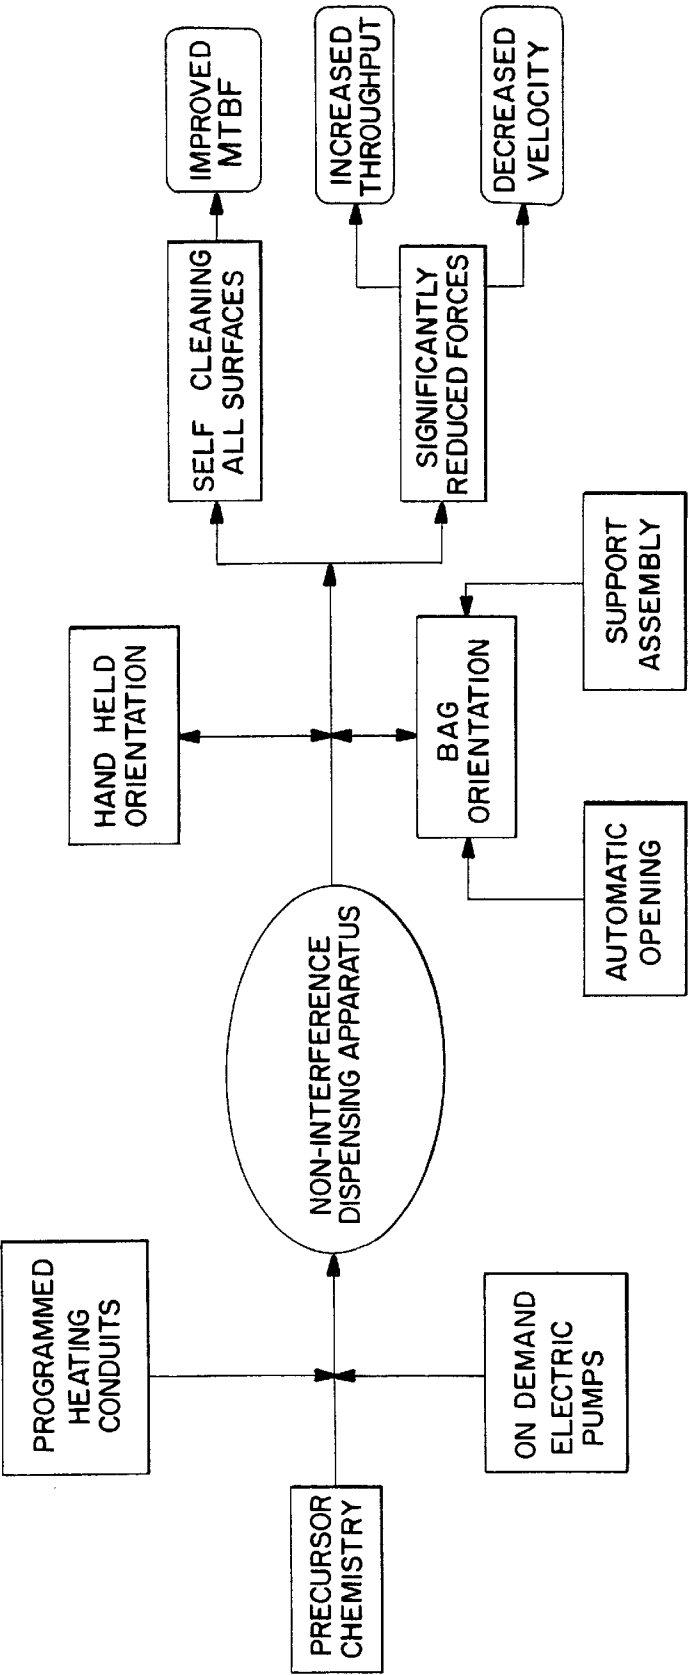 PROGRAMMED
HEATING
CONDUITS
PRECURSOR
CHEMISTRY
ON DEMAND
ELECTRIC
PUMPS
NON-INTERFERENCE
DISPENSING APPARATUS
HAND HELD
ORIENTATION
BAG
ORIENTATION
AUTOMATIC
OPENING
SUPPORT
ASSEMBLY
SELF CLEANING
ALL SURFACES
SIGNIFICANTLY
REDUCED FORCES
IMPROVED
MTBF
INCREASED
THROUGHPUT
DECREASED
VELOCITY